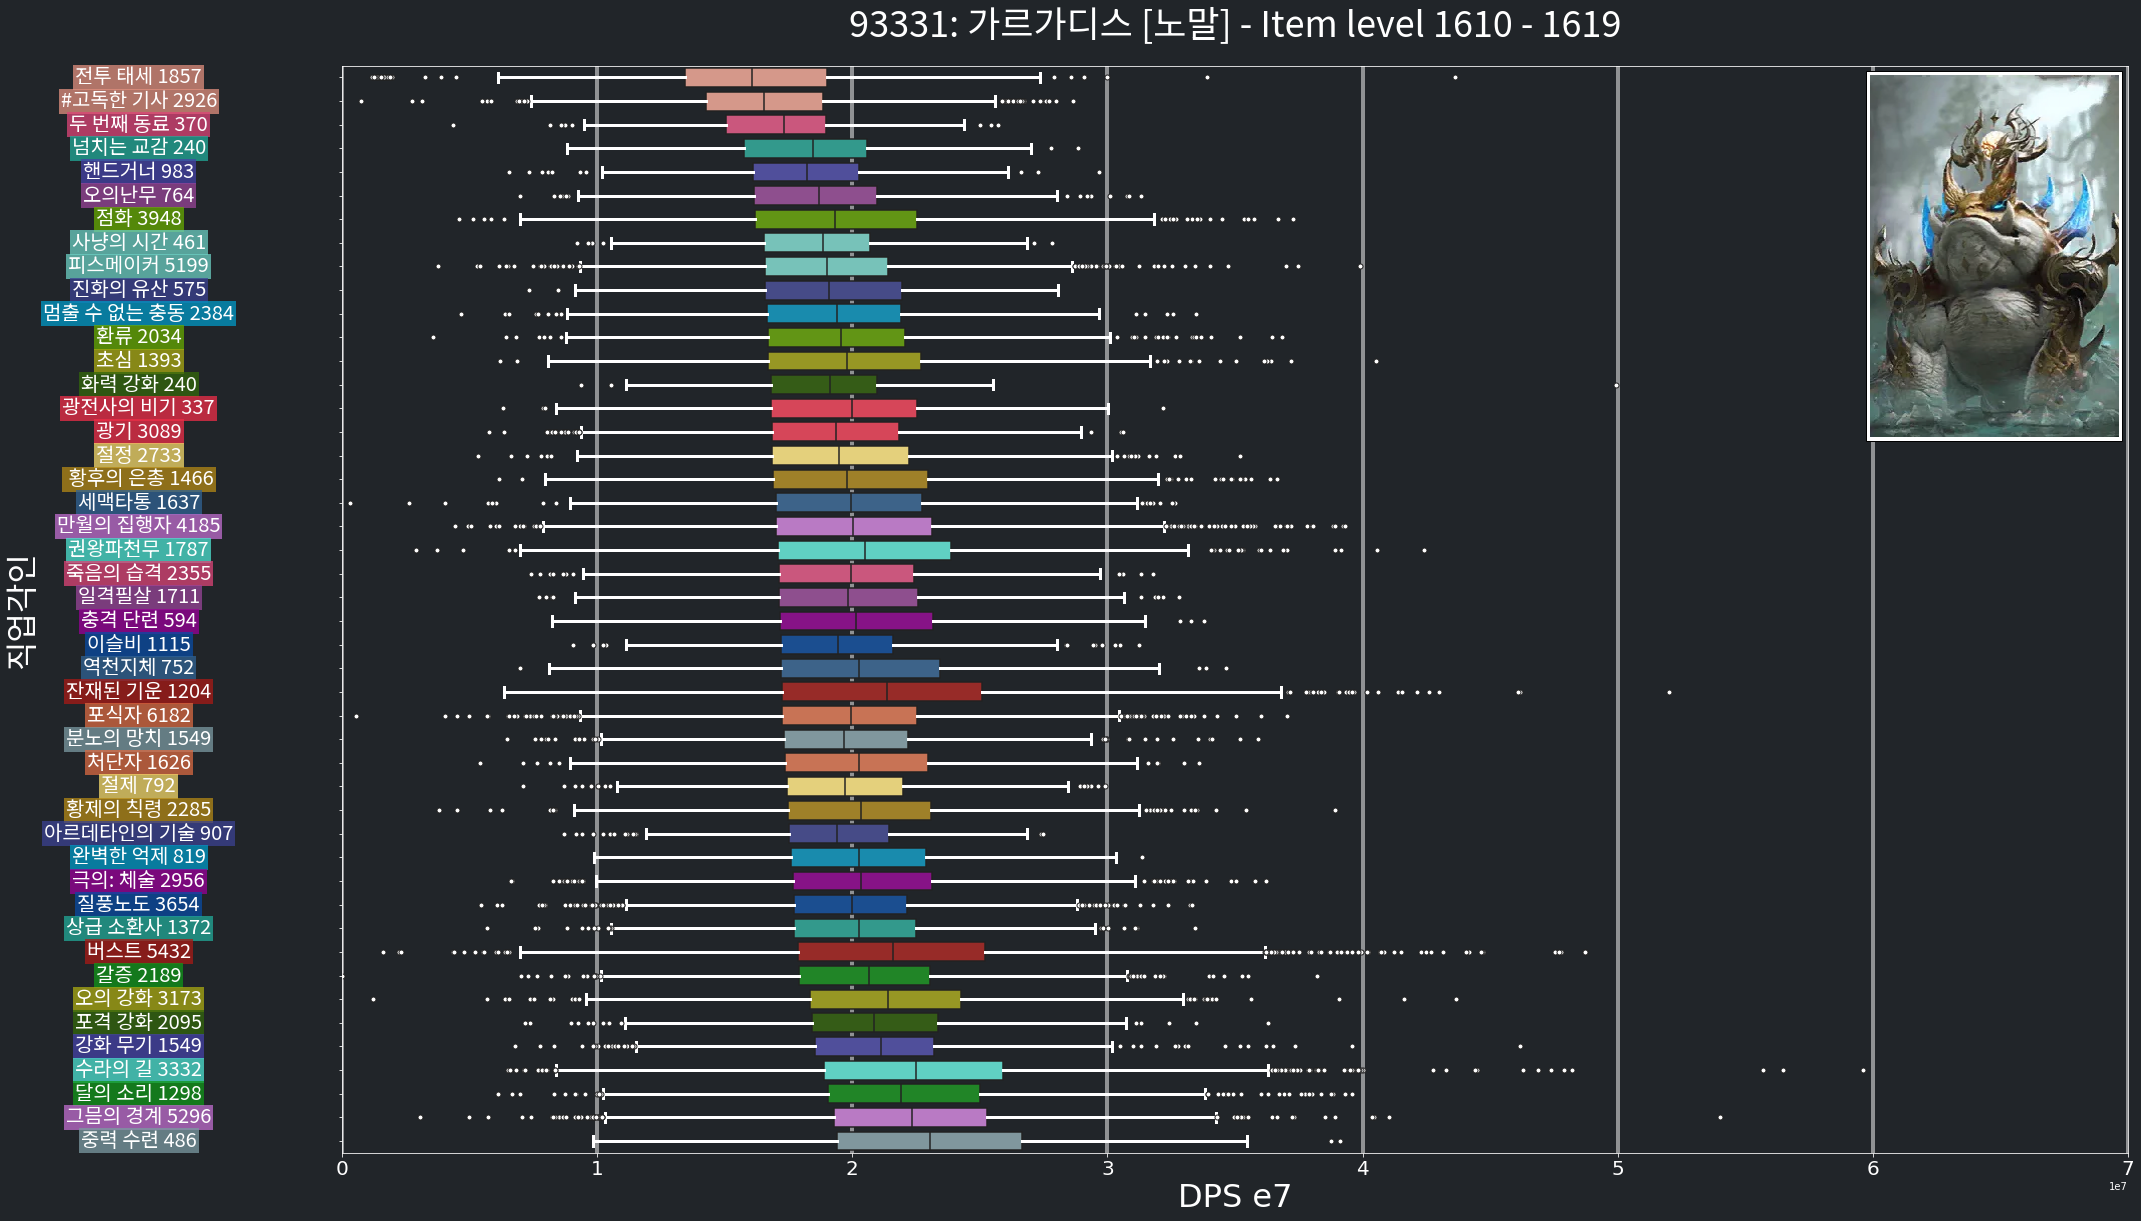 93331: 가르가디스 [노말] - Item level 1610 - 1619
직업각인
전투 태세 1857
#고독한 기사 2926
두 번째 동료 370
넘치는 교감 240
핸드거너 983
오의난무 764
점화 3948
사냥의 시간 461
피스메이커 5199
진화의 유산 575
멈출 수 없는 충동 2384
환류 2034
초심 1393
화력 강화 240
광전사의 비기 337
광기 3089
절정 2733
황후의 은총 1466
세맥타통 1637
만월의 집행자 4185
권왕파천무 1787
죽음의 습격 2355
일격필살 1711
충격 단련 594
이슬비 1115
역천지체 752
잔재된 기운 1204
포식자 6182
분노의 망치 1549
처단자 1626
절제 792
황제의 칙령 2285
아르데타인의 기술 907
완벽한 억제 819
극의: 체술 2956
질풍노도 3654
상급 소환사 1372
버스트 5432
갈증 2189
오의 강화 3173
포격 강화 2095
강화 무기 1549
수라의 길 3332
달의 소리 1298
그믐의 경계 5296
중력 수련 486
0 1 2 3 4 5 6 7
1e7
DPS e7